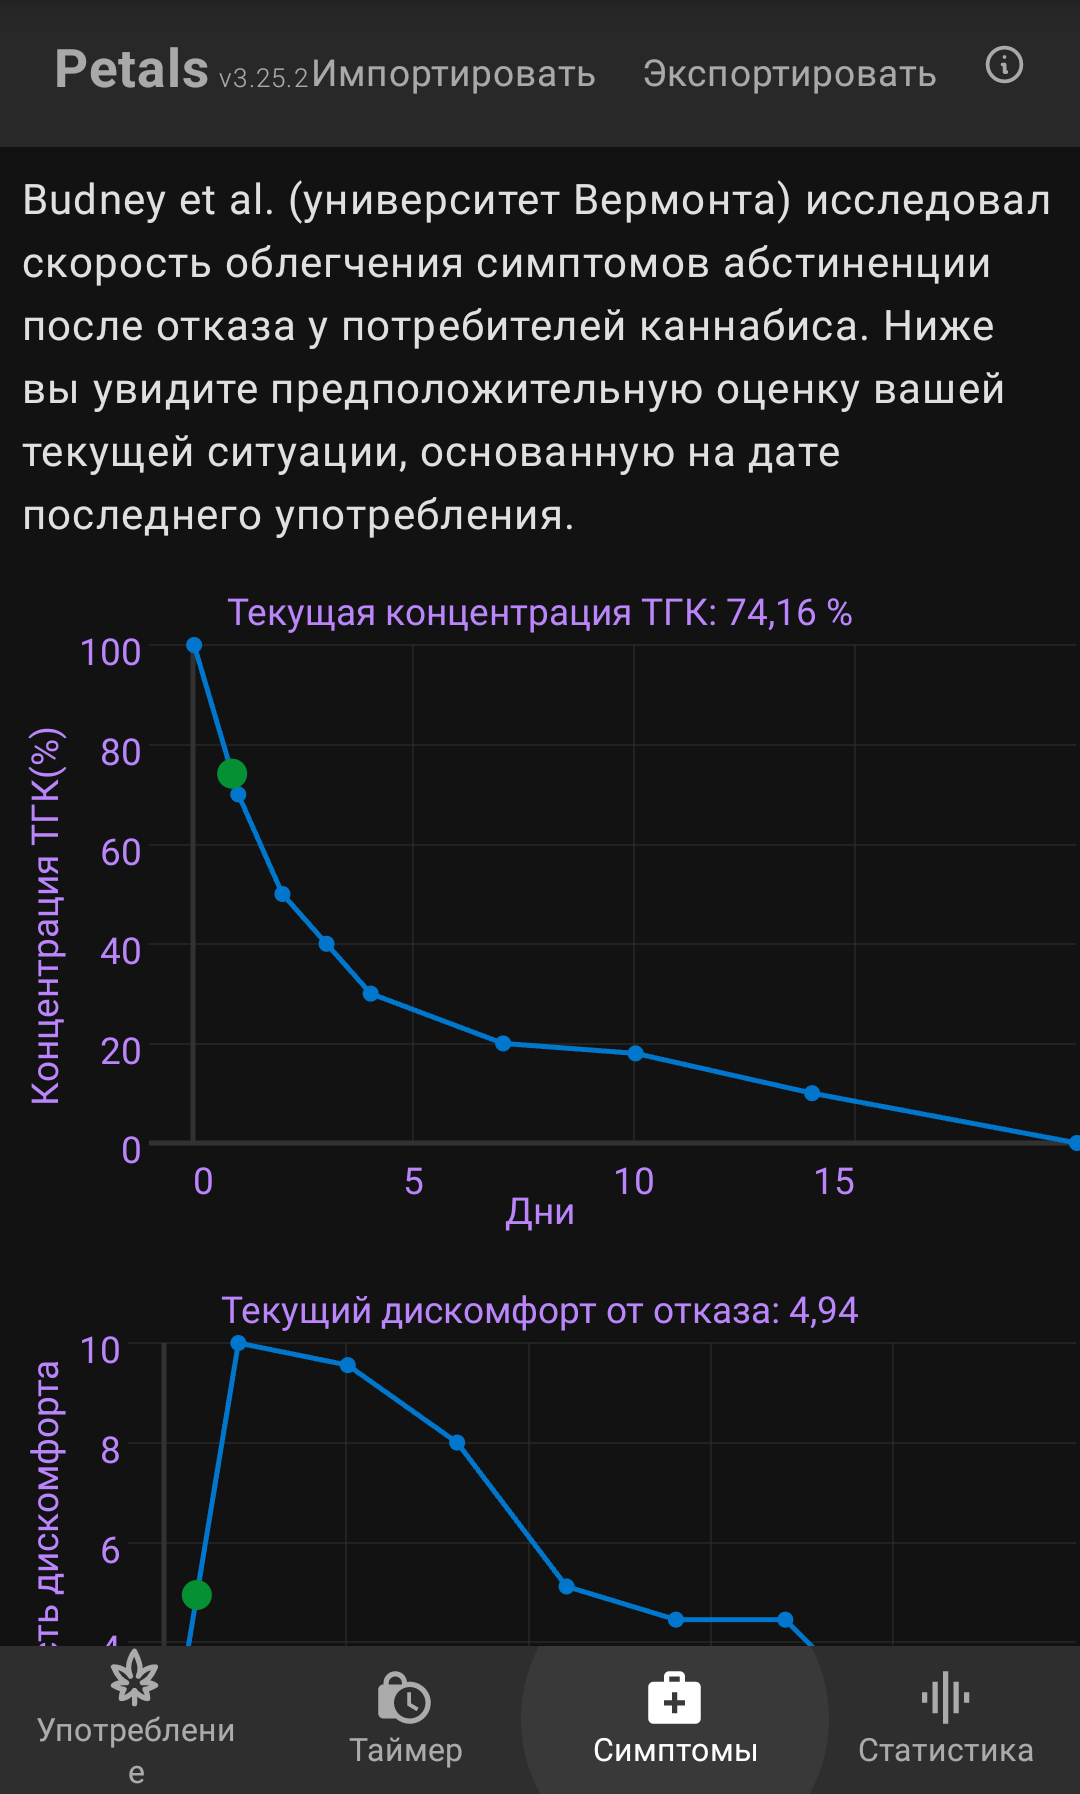 Petals v3.25.2 Импортировать Экспортировать
Budney et al. (университет Вермонта) исследовал
скорость облегчения симптомов абстиненции
после отказа у потребителей каннабиса. Ниже
вы увидите предположительную оценку вашей
текущей ситуации, основанную на дате
последнего употребления.
Текущая концентрация ТГК: 74,16 %
Концентрация ТГК(%)
100
80
60
40
20
0
0 5 10 15
Дни
Текущий дискомфорт от отказа: 4,94
дискомфорта
10
8
6
4
Употреблени
е
Таймер
Симптомы
Статистика